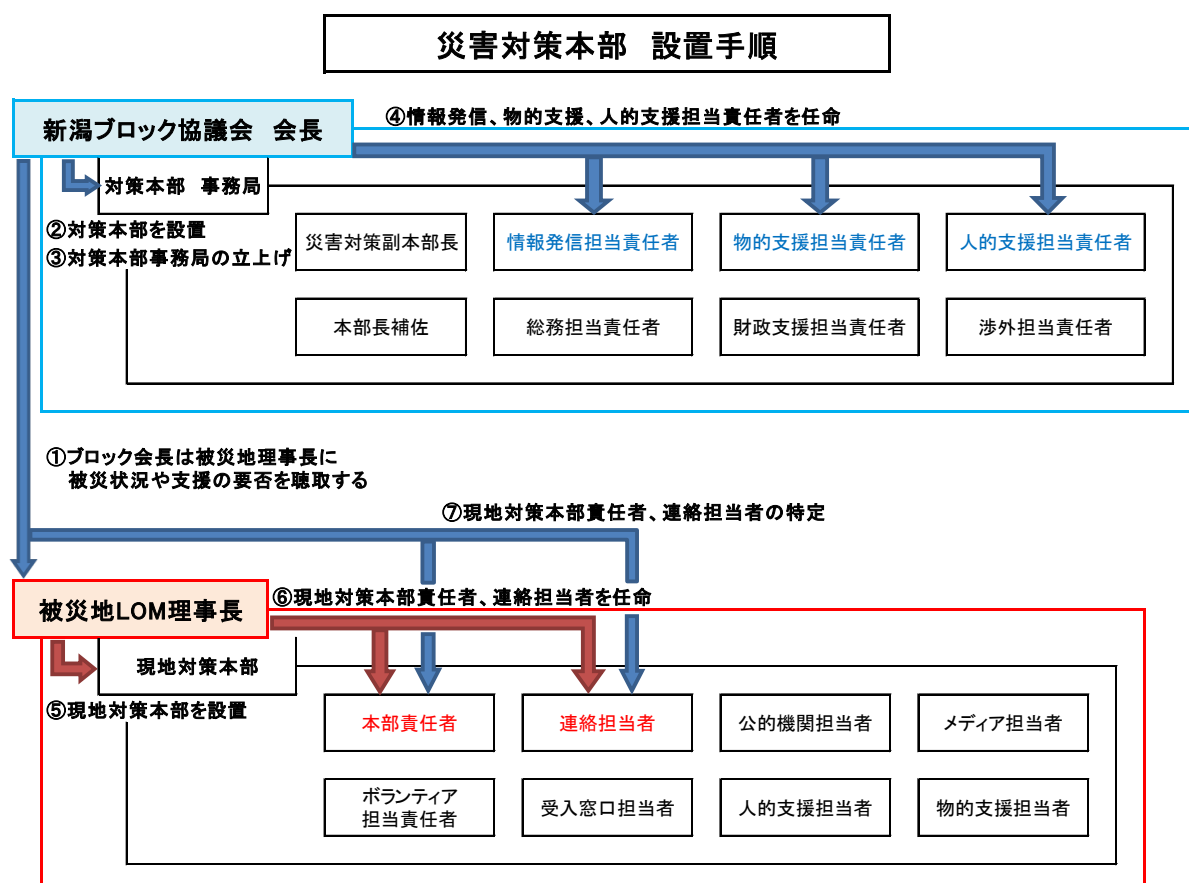 災害対策本部　設置手順
新潟ブロック協議会　会長
④情報発信、物的支援、人的支援担当責任者を任命
対策本部　事務局
②対策本部を設置
③対策本部事務局の立上げ
災害対策副本部長
情報発信担当責任者
物的支援担当責任者
人的支援担当責任者
本部長補佐
総務担当責任者
財政支援担当責任者
渉外担当責任者
①ブロック会長は被災地理事長に
被災状況や支援の要否を聴取する
⑦現地対策本部責任者、連絡担当者の特定
被災地LOM理事長
⑥現地対策本部責任者、連絡担当者を任命
現地対策本部
⑤現地対策本部を設置
本部責任者
連絡担当者
公的機関担当者
メディア担当者
ボランティア
担当責任者
受入窓口担当者
人的支援担当者
物的支援担当者